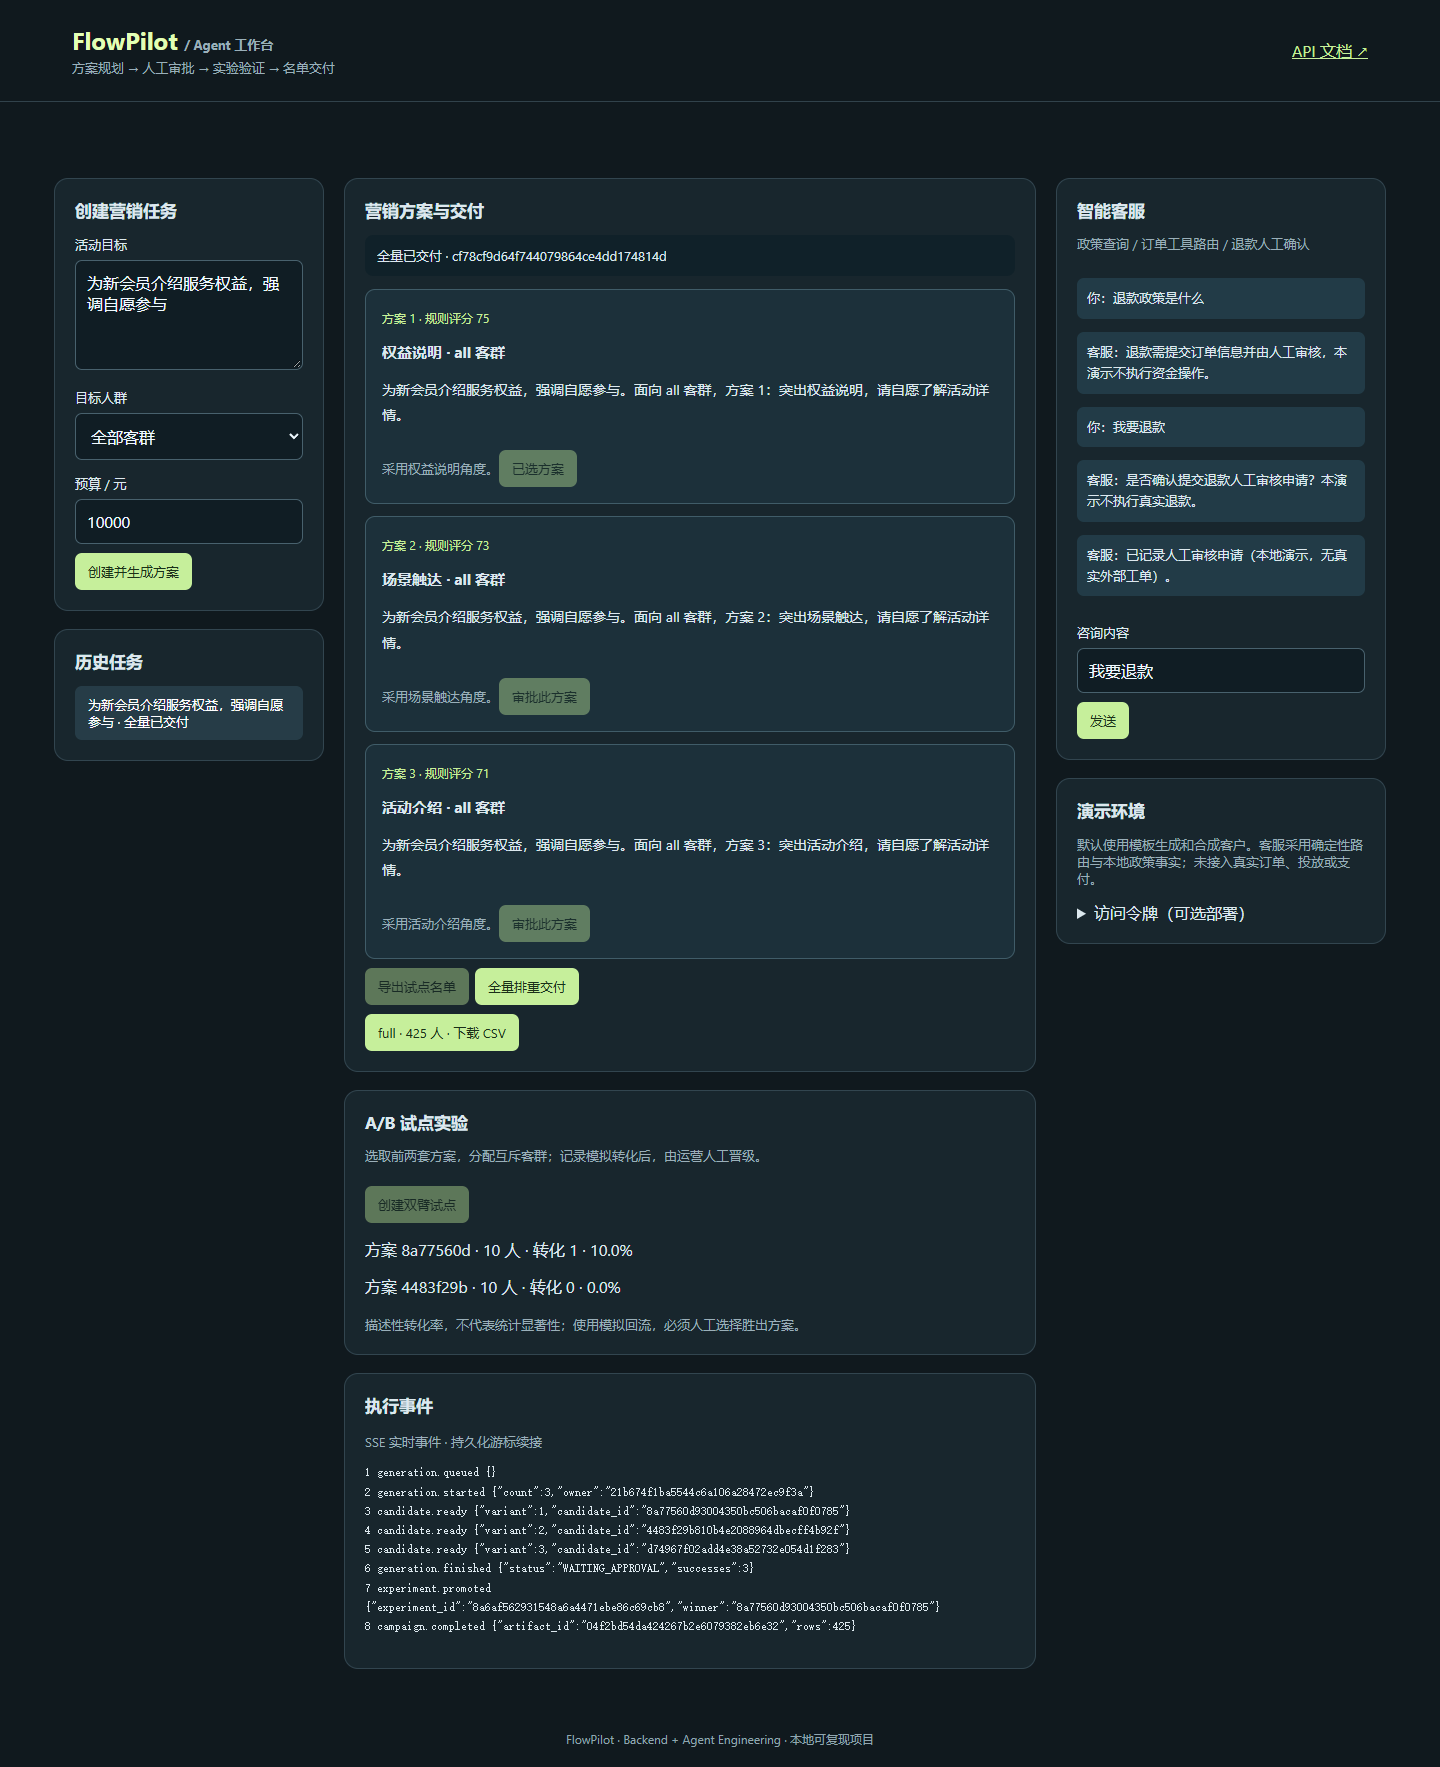 FlowPilot / Agent 工作台
方案规划 → 人工审批 → 实验验证 → 名单交付
API 文档 ↗
创建营销任务
活动目标
为新会员介绍服务权益，强
调自愿参与
目标人群
全部客群
预算 / 元
10000
创建并生成方案
历史任务
为新会员介绍服务权益，强调自愿
参与 · 全量已交付
营销方案与交付
全量已交付 · cf78cf9d64f744079864ce4dd174814d
方案 1 · 规则评分 75
权益说明 · all 客群
为新会员介绍服务权益，强调自愿参与。面向 all 客群，方案 1：突出权益说明，请自愿了解活动详
情。
采用权益说明角度。 已选方案
方案 2 · 规则评分 73
场景触达 · all 客群
为新会员介绍服务权益，强调自愿参与。面向 all 客群，方案 2：突出场景触达，请自愿了解活动详
情。
采用场景触达角度。 审批此方案
方案 3 · 规则评分 71
活动介绍 · all 客群
为新会员介绍服务权益，强调自愿参与。面向 all 客群，方案 3：突出活动介绍，请自愿了解活动详
情。
采用活动介绍角度。 审批此方案
导出试点名单 全量排重交付
full · 425 人 · 下载 CSV
A/B 试点实验
选取前两套方案，分配互斥客群；记录模拟转化后，由运营人工晋级。
创建双臂试点
方案 8a77560d · 10 人 · 转化 1 · 10.0%
方案 4483f29b · 10 人 · 转化 0 · 0.0%
描述性转化率，不代表统计显著性；使用模拟回流，必须人工选择胜出方案。
执行事件
SSE 实时事件 · 持久化游标续接
1 generation.queued {}
2 generation.started {"count":3,"owner":"21b674f1ba5544c6a106a28472ec9f3a"}
3 candidate.ready {"variant":1,"candidate_id":"8a77560d93004350bc506bacaf0f0785"}
4 candidate.ready {"variant":2,"candidate_id":"4483f29b810b4e2088964dbecff4b92f"}
5 candidate.ready {"variant":3,"candidate_id":"d74967f02add4e38a52732e054d1f283"}
6 generation.finished {"status":"WAITING_APPROVAL","successes":3}
7 experiment.promoted
{"experiment_id":"8a6af562931548a6a4471ebe86c69cb8","winner":"8a77560d93004350bc506bacaf0f0785"}
8 campaign.completed {"artifact_id":"04f2bd54da424267b2e6079382eb6e32","rows":425}
智能客服
政策查询 / 订单工具路由 / 退款人工确认
你：退款政策是什么
客服：退款需提交订单信息并由人工审核，本
演示不执行资金操作。
你：我要退款
客服：是否确认提交退款人工审核申请？本演
示不执行真实退款。
客服：已记录人工审核申请（本地演示，无真
实外部工单）。
咨询内容
我要退款
发送
演示环境
默认使用模板生成和合成客户。客服采用确定性路
由与本地政策事实；未接入真实订单、投放或支
付。
▶ 访问令牌（可选部署）
FlowPilot · Backend + Agent Engineering · 本地可复现项目